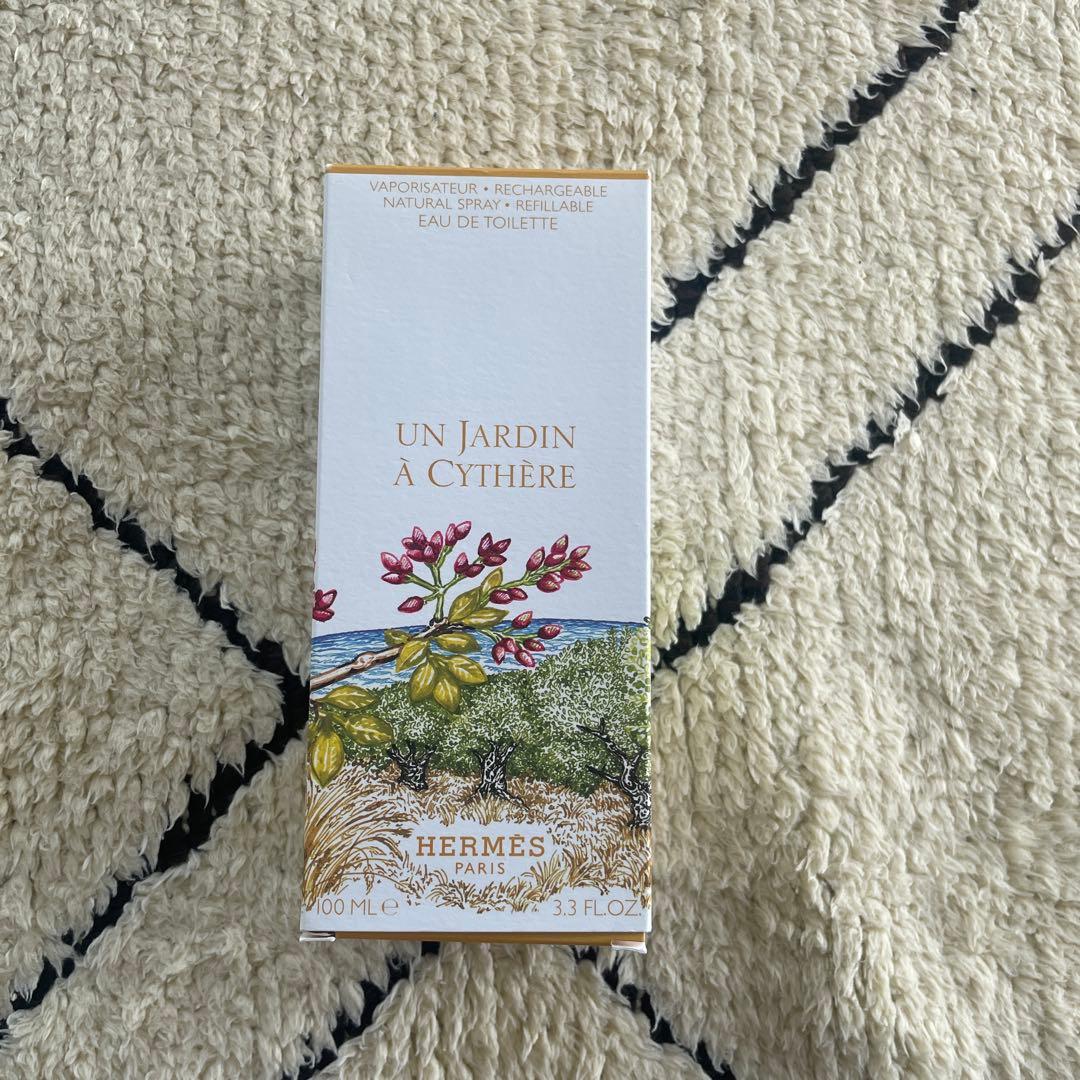 VAPORISATEUR • RECHARGEABLE
NATURAL SPRAY • REFILLABLE
EAU DE TOILETTE
UN JARDIN
À CYTHÈRE
HERMÈS
PARIS
100 ML ℮ 3.3 FL.OZ.